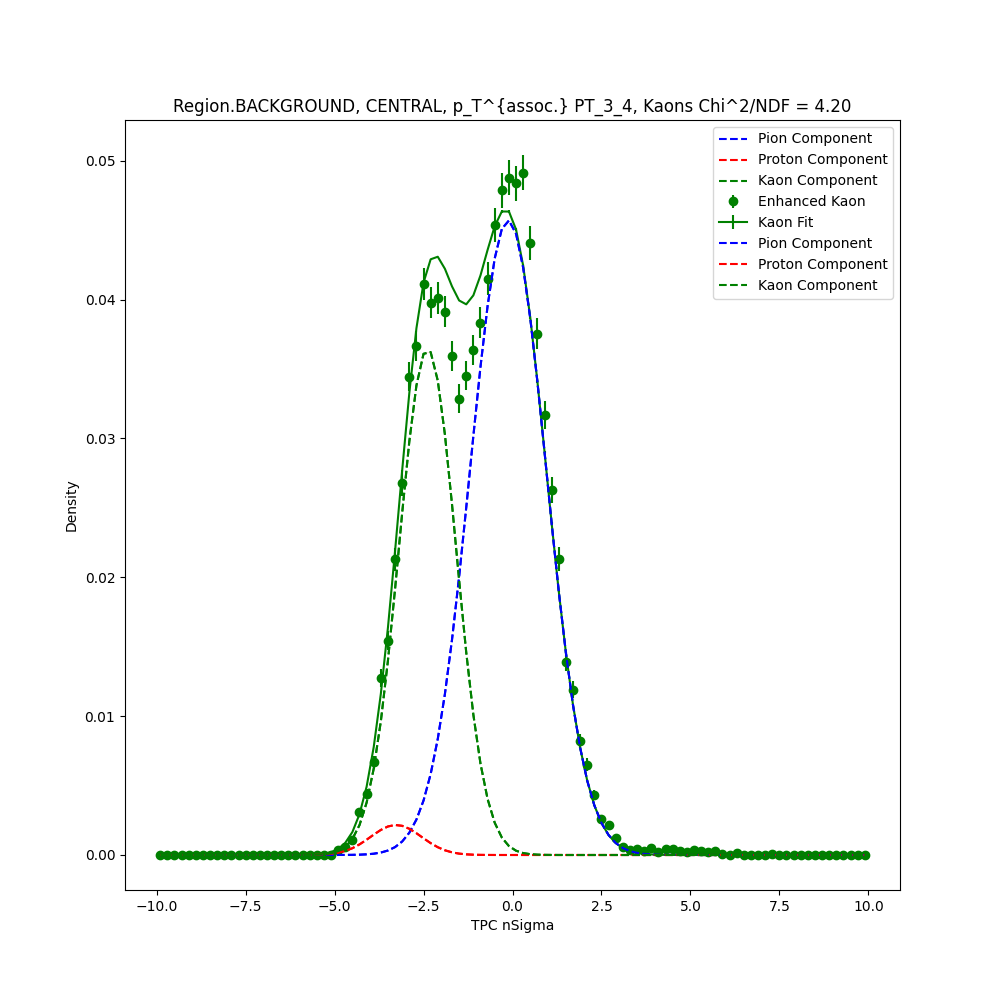 Region.BACKGROUND, CENTRAL, p_T^{assoc.} PT_3_4, Kaons Chi^2/NDF = 4.20
Pion Component
Proton Component
Kaon Component
Enhanced Kaon
Kaon Fit
Pion Component
Proton Component
Kaon Component
0.05
0.04
0.03
0.02
0.01
0.00
Density
−10.0 −7.5 −5.0 −2.5 0.0 2.5 5.0 7.5 10.0
TPC nSigma